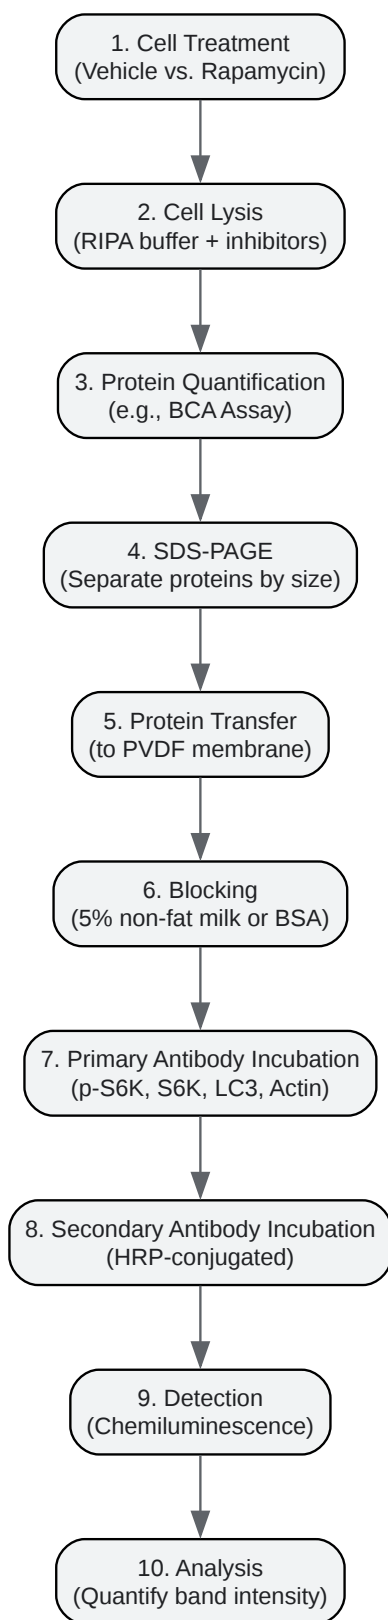 1. Cell Treatment
(Vehicle vs. Rapamycin)
2. Cell Lysis
(RIPA buffer + inhibitors)
3. Protein Quantification
(e.g., BCA Assay)
4. SDS-PAGE
(Separate proteins by size)
5. Protein Transfer
(to PVDF membrane)
6. Blocking
(5% non-fat milk or BSA)
7. Primary Antibody Incubation
(p-S6K, S6K, LC3, Actin)
8. Secondary Antibody Incubation
(HRP-conjugated)
9. Detection
(Chemiluminescence)
10. Analysis
(Quantify band intensity)